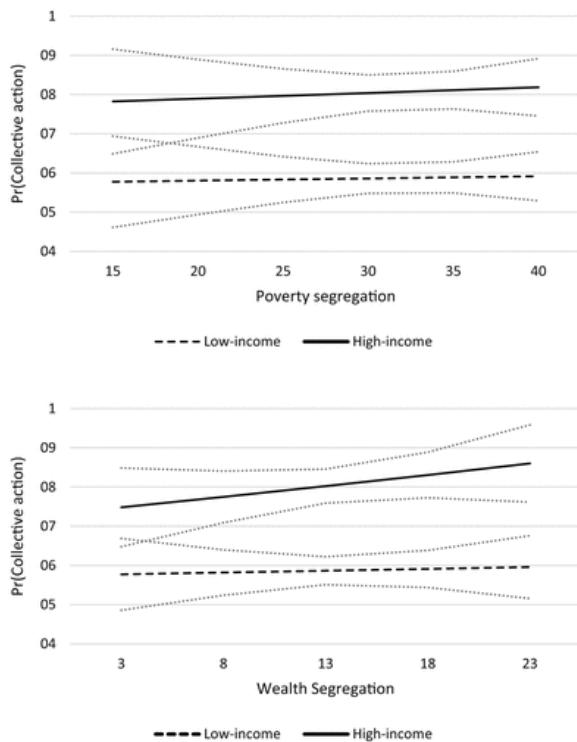 1
09
08
07
06
05
04
Pr(Collective action)
15 20 25 30 35 40
Poverty segregation
Low-income High-income
1
09
08
07
06
05
04
Pr(Collective action)
3 8 13 18 23
Wealth Segregation
Low-income High-income